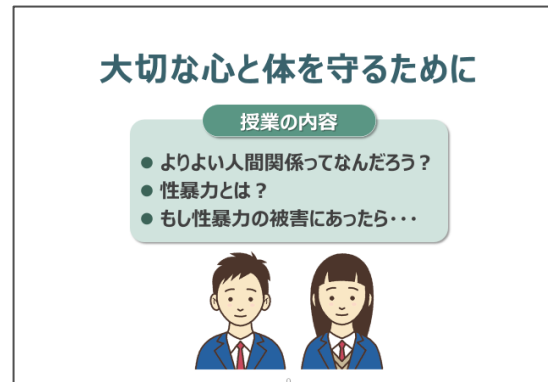 大切な心と体を守るために
授業の内容
● よりよい人間関係ってなんだろう？
● 性暴力とは？
● もし性暴力の被害にあったら・・・